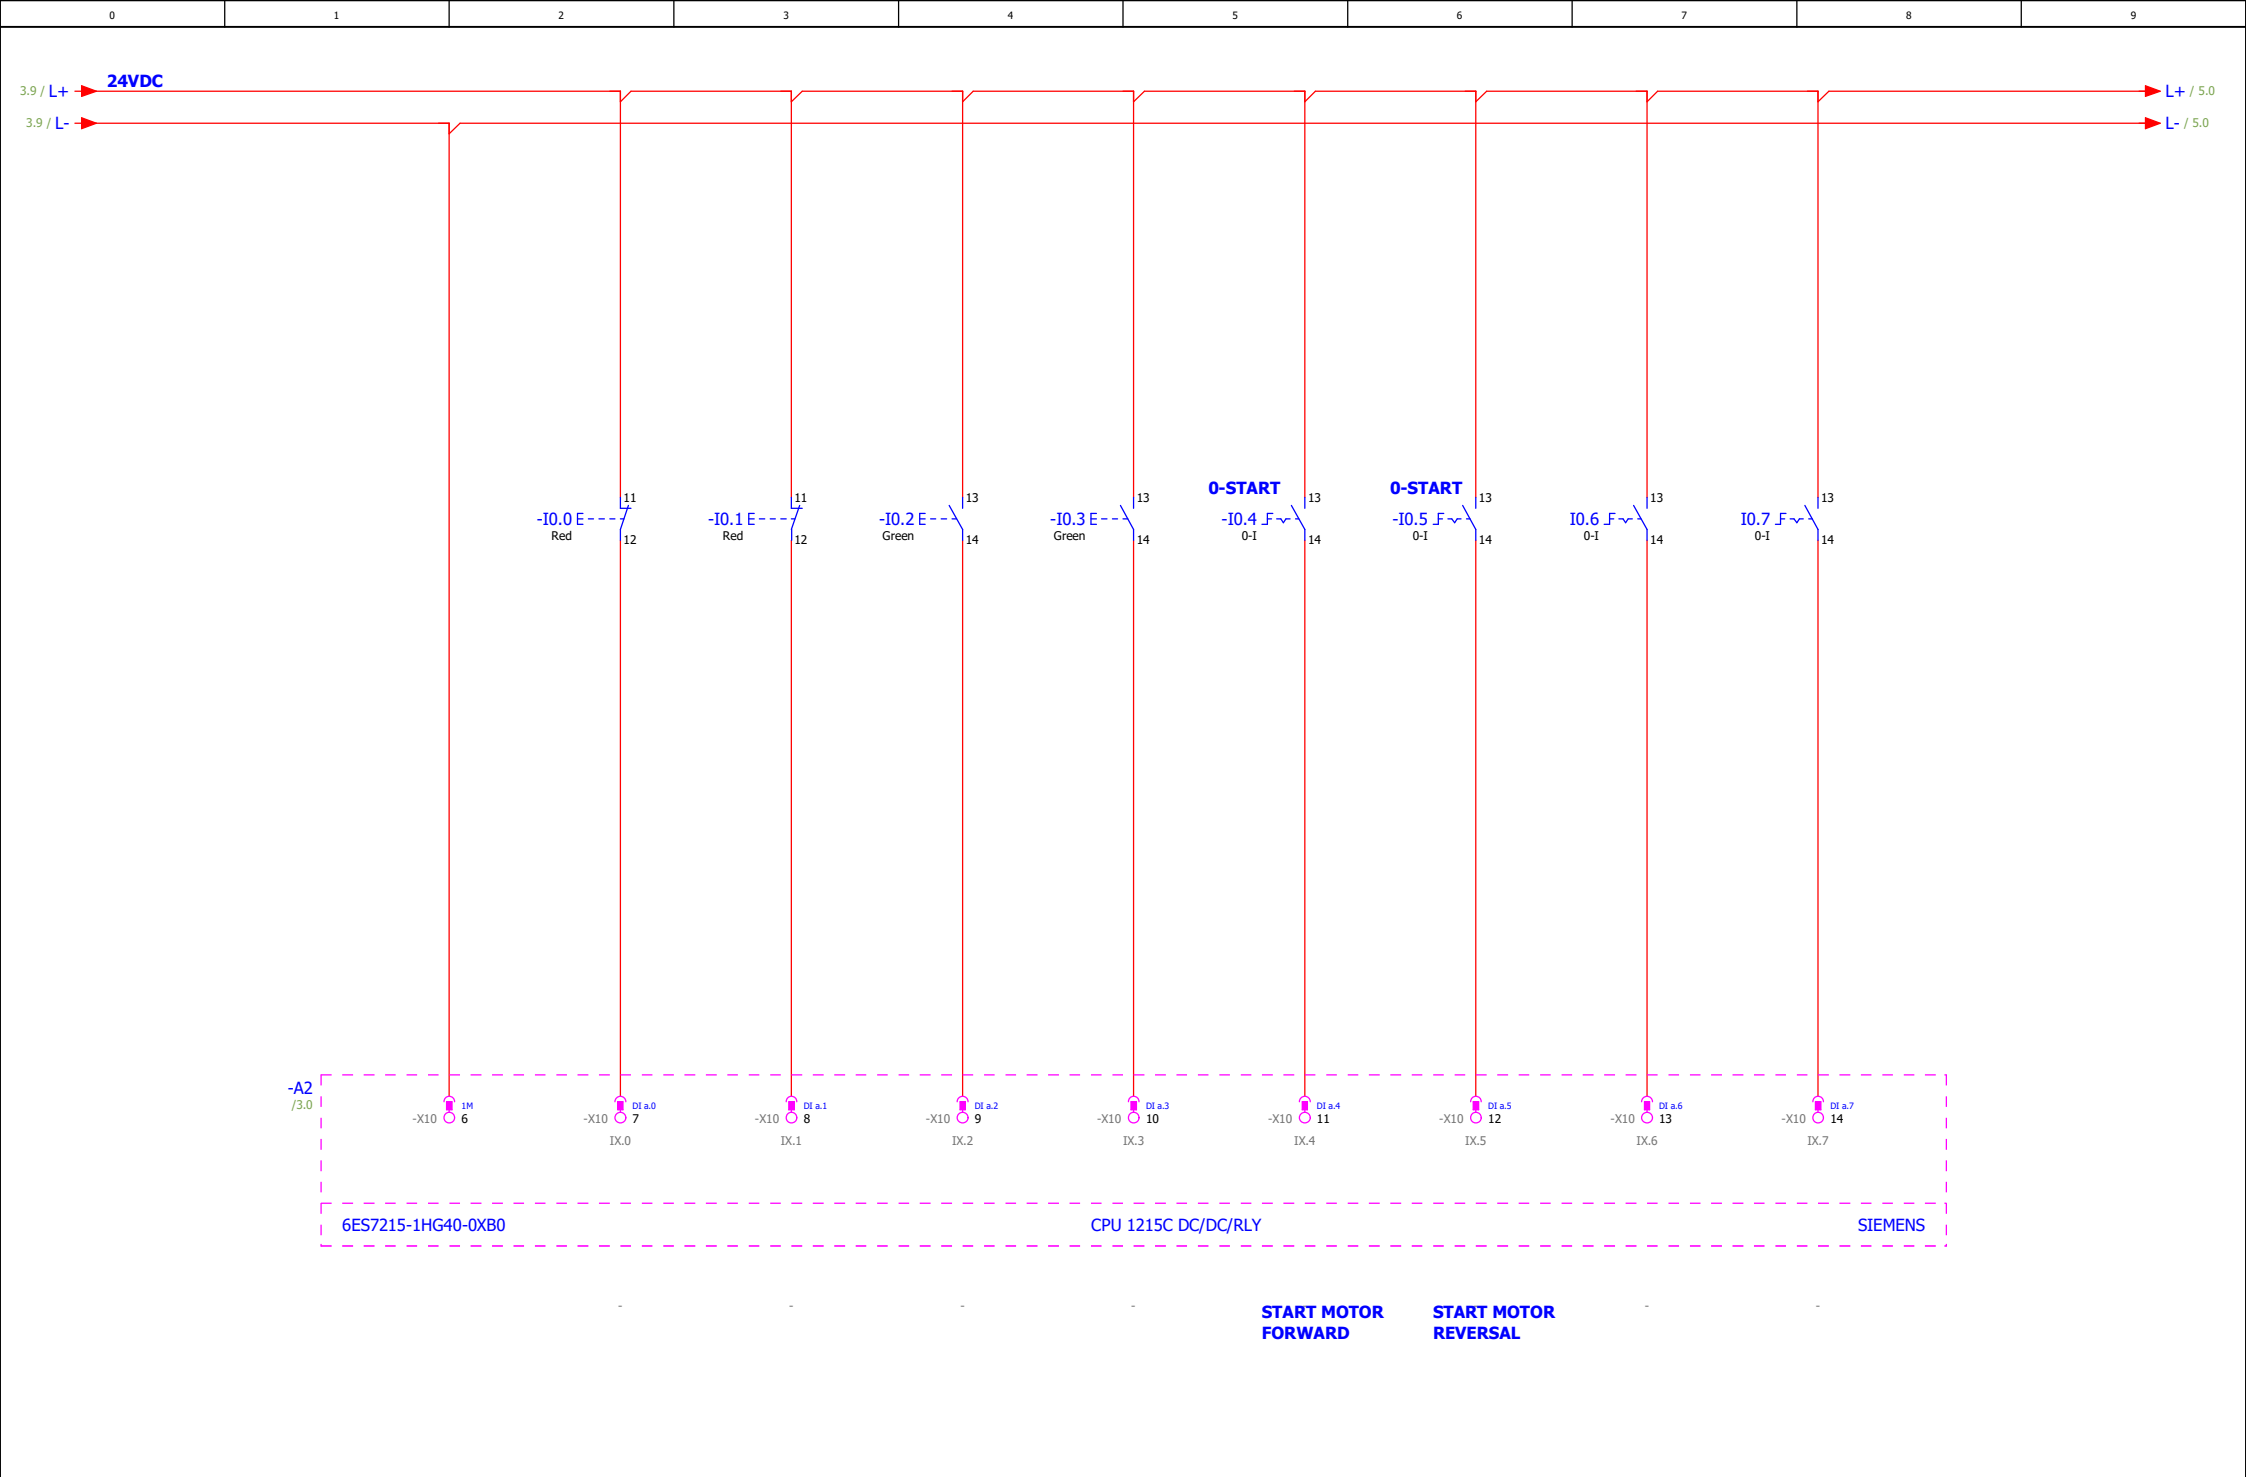 0 1 2 3 4 5 6 7 8 9
24VDC
3.9 / L+ L+ / 5.0
3.9 / L- L- / 5.0
0-START 0-START
11 11 13 13 13 13 13 13
-I0.0 -I0.1 -I0.2 -I0.3 -I0.4 -I0.5 I0.6 I0.7
Red Red Green Green 0-I 0-I 0-I 0-I
12 12 14 14 14 14 14 14
-A2
/3.0
1M DI a.0 DI a.1 DI a.2 DI a.3 DI a.4 DI a.5 DI a.6 DI a.7
-X10 6 -X10 7 -X10 8 -X10 9 -X10 10 -X10 11 -X10 12 -X10 13 -X10 14
IX.0 IX.1 IX.2 IX.3 IX.4 IX.5 IX.6 IX.7
6ES7215-1HG40-0XB0 CPU 1215C DC/DC/RLY SIEMENS
- - - - START MOTOR START MOTOR - -
FORWARD REVERSAL